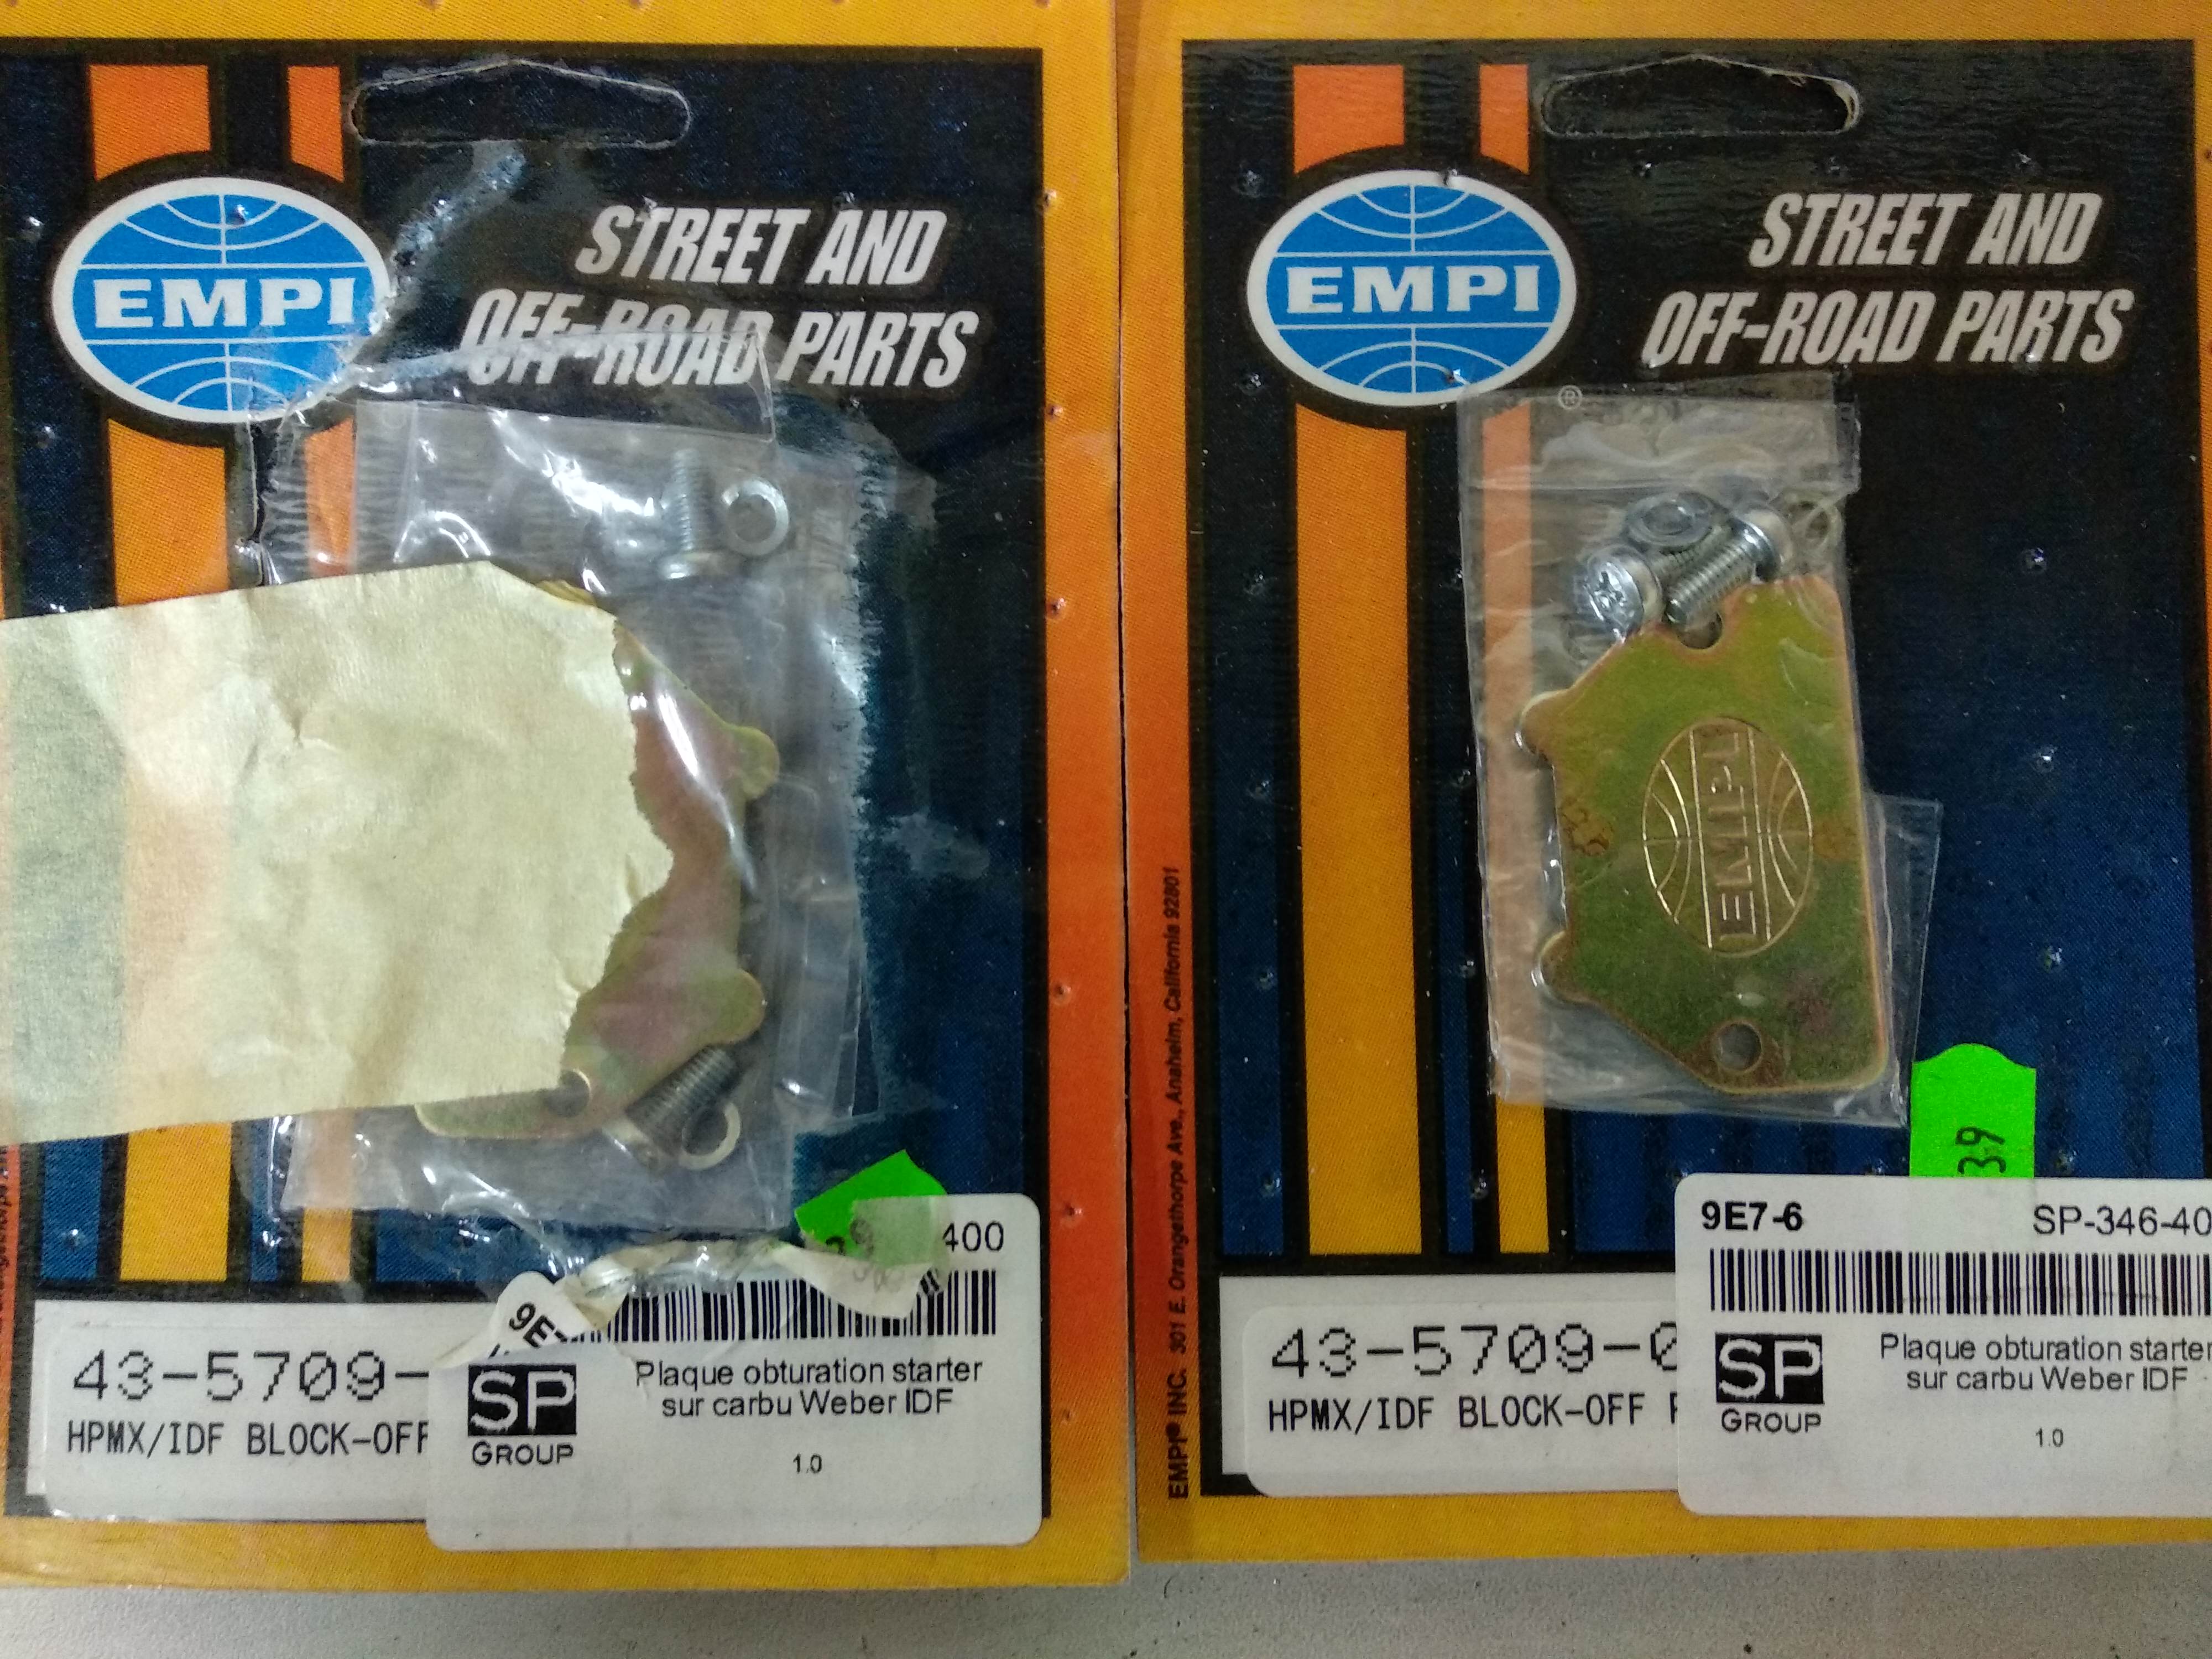 EMPI
STREET AND
OFF-ROAD PARTS
400
9E-
43-5709-
HPMX/IDF BLOCK-OFF
SP
GROUP
Plaque obturation starter
sur carbu Weber IDF
1.0
EMPI
®
STREET AND
OFF-ROAD PARTS
EMPI
39
EMPI® INC. 301 E. Orangethorpe Ave., Anaheim, California 92801
9E7-6 SP-346-40
43-5709-0
HPMX/IDF BLOCK-OFF
SP
GROUP
Plaque obturation starter
sur carbu Weber IDF
1.0